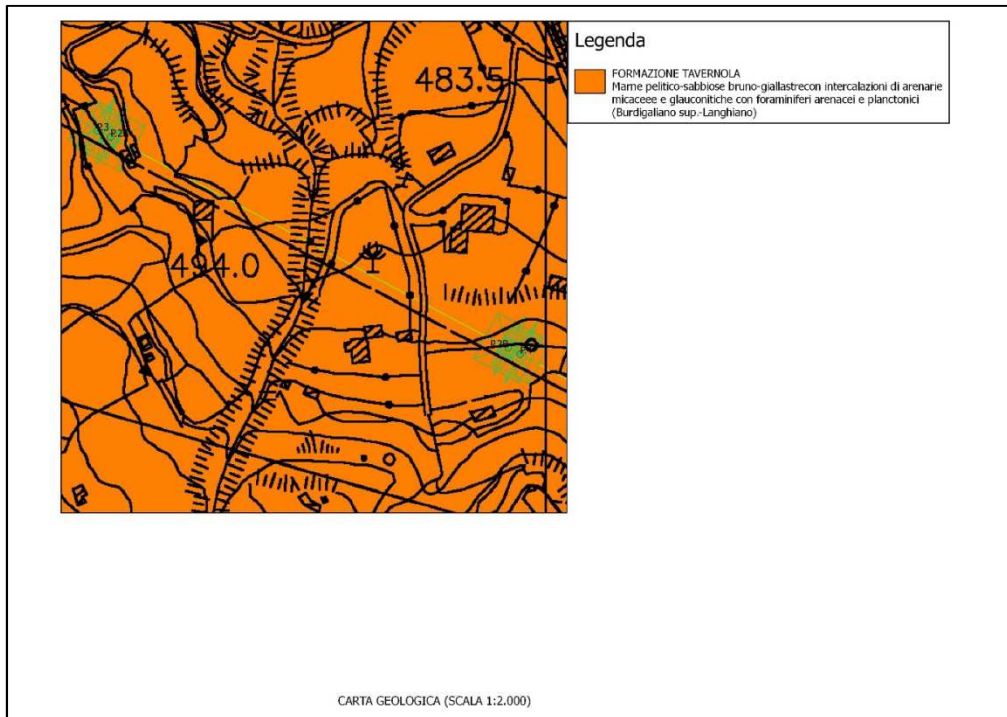 Legenda
FORMAZIONE TAVERNOLA
Marne pelitico-sabbiose bruno-giallastrecon intercalazioni di arenarie
micaceee e glauconitiche con foraminiferi arenacei e planctonici
(Burdigaliano sup.-Langhiano)
483.5
494.0
CARTA GEOLOGICA (SCALA 1:2.000)